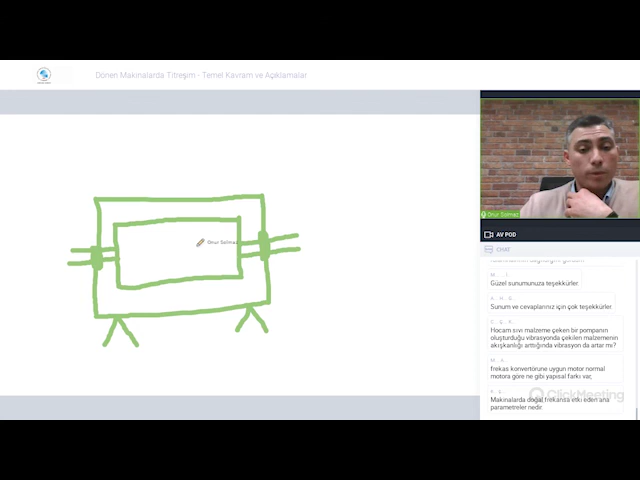 Dönen Makinalarda Titreşim - Temel Kavram ve Açıklamalar
Onur Solmaz
Onur Solmaz
AV POD
CHAT
Güzel sunumunuza teşekkürler.
Sunum ve cevaplarınız için çok teşekkürler.
Hocam sıvı malzeme çeken bir pompanın
oluşturduğu vibrasyonda çekilen malzemenin
akışkanlığı arttığında vibrasyon da artar mı?
frekas konvertörune uygun motor normal
motora göre ne gibi yapısal farkı var,
ClickMeeting
Makinalarda doğal frekansa etki eden ana
parametreler nedir.